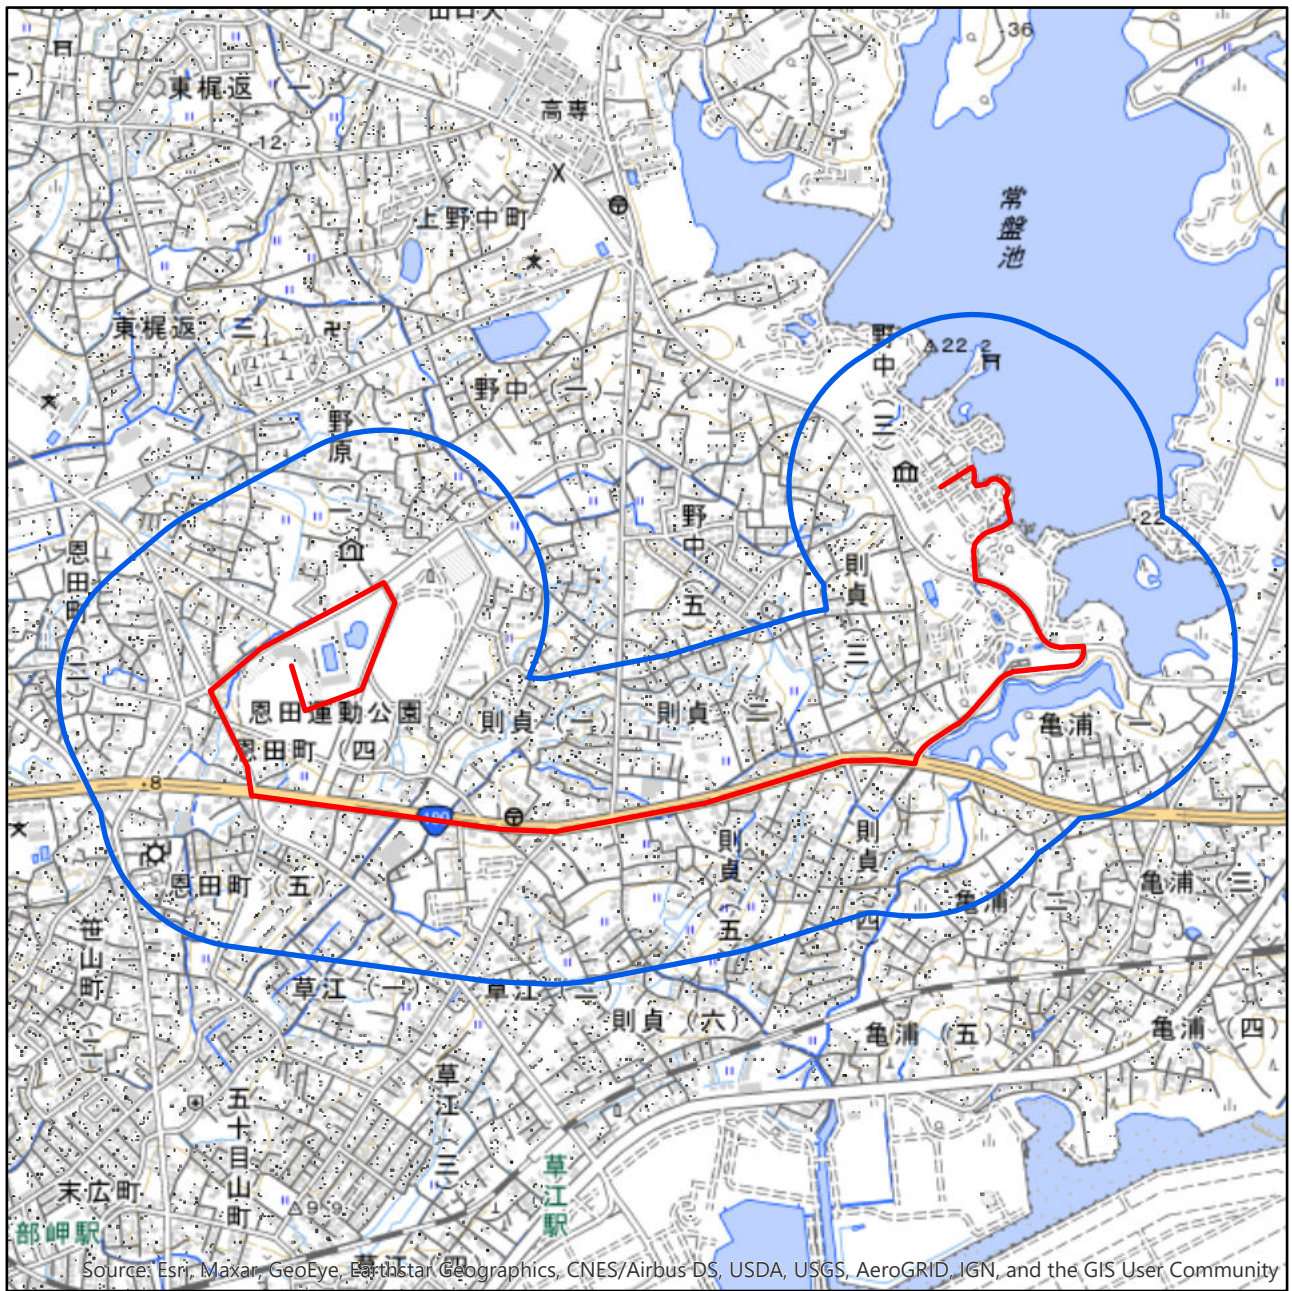 36
東梶返(一)
高専
12
常盤池
上野中町
東梶返(三)
野中(三)
22.2
野中(一)
野原(一)
野中(五)
22
恩田町(二)
則貞(三)
恩田運動公園
則貞(一)
則貞(二)
亀浦(一)
恩田町(四)
8
190
則貞(五)
則貞(四)
恩田町(五)
亀浦(二)
亀浦(三)
笹山町(二)
草江(一)
草江(二)
則貞(六)
亀浦(五)
亀浦(四)
草江(三)
五十目山町
草江駅
末広町
9.9
部岬駅
草江(四)
Source: Esri, Maxar, GeoEye, Earthstar Geographics, CNES/Airbus DS, USDA, USGS, AeroGRID, IGN, and the GIS User Community